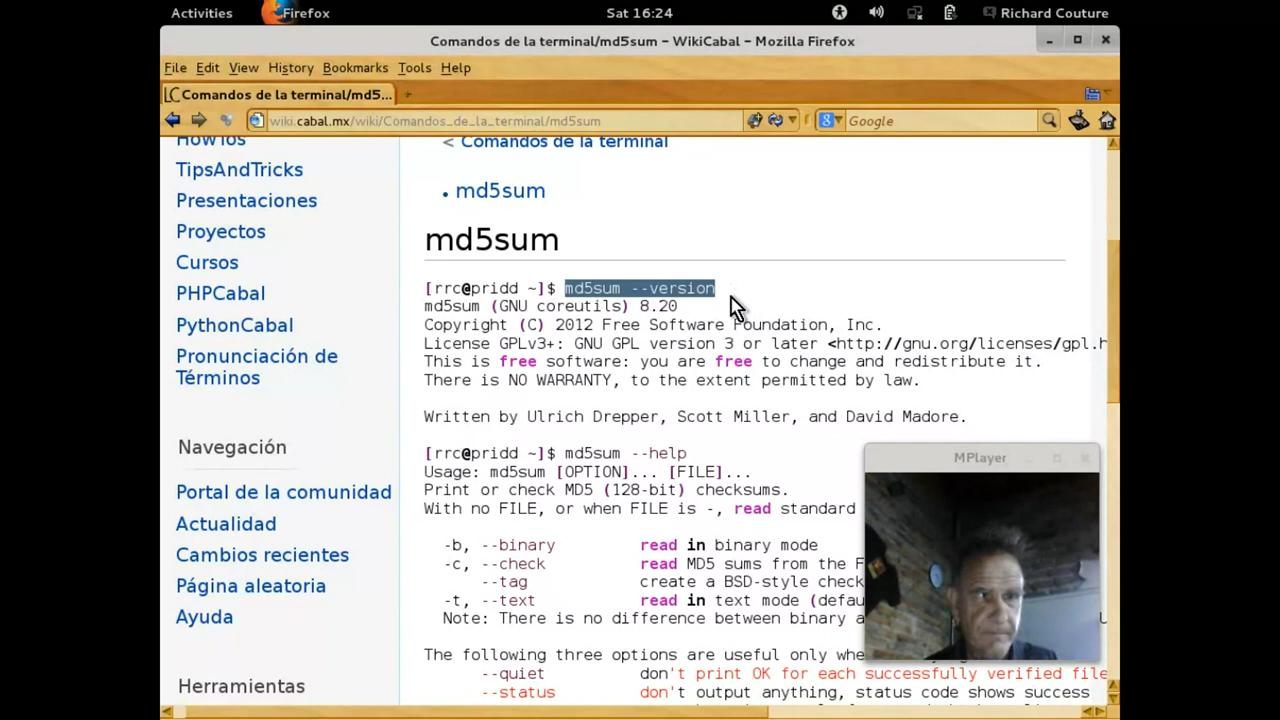 Activities
Firefox
Sat 16:24
Richard Couture
Comandos de la terminal/md5sum - WikiCabal - Mozilla Firefox
File Edit View History Bookmarks Tools Help
Comandos de la terminal/md5...
wiki.cabal.mx/wiki/Comandos_de_la_terminal/md5sum
Google
HowTos
TipsAndTricks
Presentaciones
Proyectos
Cursos
PHPCabal
PythonCabal
Pronunciación de
Términos
Navegación
Portal de la comunidad
Actualidad
Cambios recientes
Página aleatoria
Ayuda
Herramientas
< Comandos de la terminal
• md5sum
md5sum
[rrc@pridd ~]$ md5sum --version
md5sum (GNU coreutils) 8.20
Copyright (C) 2012 Free Software Foundation, Inc.
License GPLv3+: GNU GPL version 3 or later <http://gnu.org/licenses/gpl.h
This is free software: you are free to change and redistribute it.
There is NO WARRANTY, to the extent permitted by law.
Written by Ulrich Drepper, Scott Miller, and David Madore.
[rrc@pridd ~]$ md5sum --help
Usage: md5sum [OPTION]... [FILE]...
Print or check MD5 (128-bit) checksums.
With no FILE, or when FILE is -, read standard
-b, --binary read in binary mode
-c, --check read MD5 sums from the F
--tag create a BSD-style check
-t, --text read in text mode (defau
Note: There is no difference between binary a
The following three options are useful only whe
--quiet don't print OK for each successfully verified file
--status don't output anything, status code shows success
MPlayer